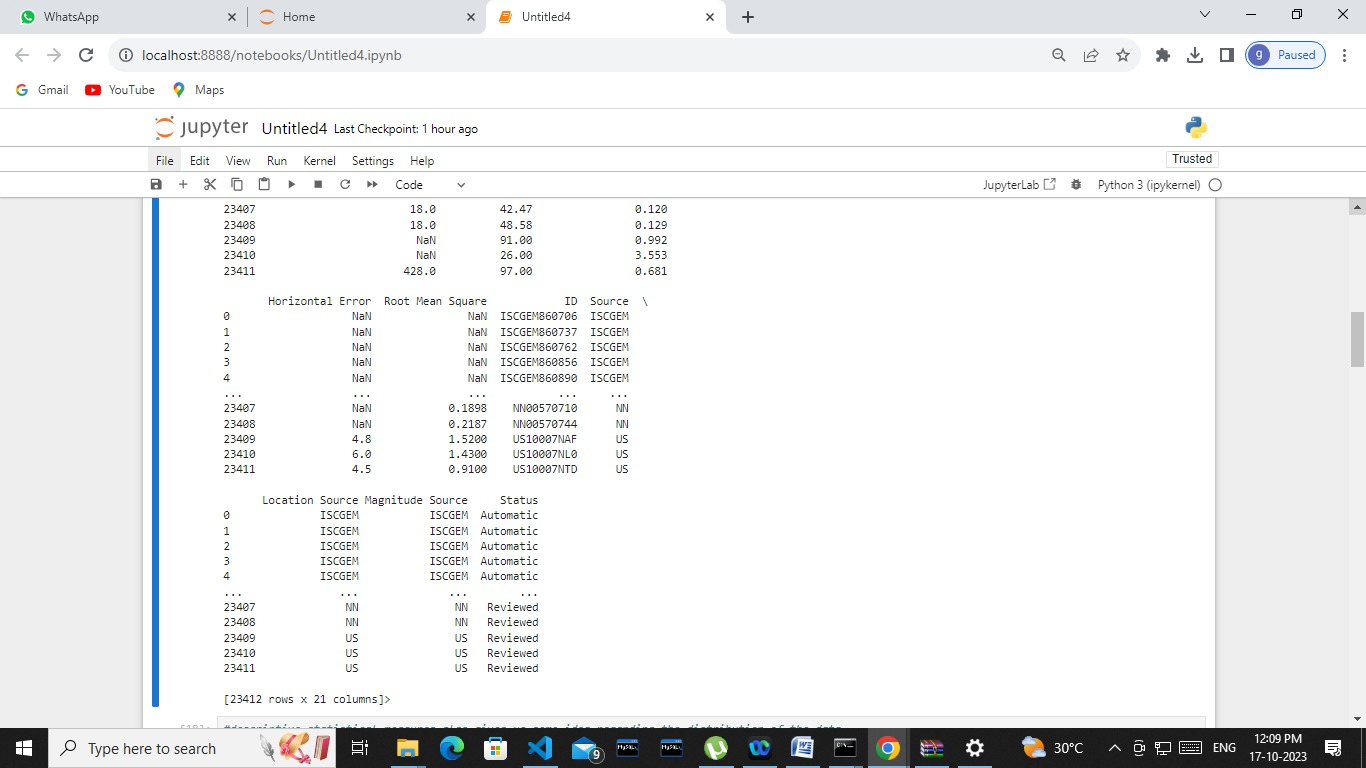 WhatsApp
Home
Untitled4
localhost:8888/notebooks/Untitled4.ipynb
g Paused
Gmail YouTube Maps
jupyter Untitled4 Last Checkpoint: 1 hour ago
File Edit View Run Kernel Settings Help
Trusted
Code
JupyterLab Python 3 (ipykernel)
23407 18.0 42.47 0.120
23408 18.0 48.58 0.129
23409 NaN 91.00 0.992
23410 NaN 26.00 3.553
23411 428.0 97.00 0.681
Horizontal Error Root Mean Square ID Source \
0 NaN NaN ISCGEM860706 ISCGEM
1 NaN NaN ISCGEM860737 ISCGEM
2 NaN NaN ISCGEM860762 ISCGEM
3 NaN NaN ISCGEM860856 ISCGEM
4 NaN NaN ISCGEM860890 ISCGEM
... ... ... ... ...
23407 NaN 0.1898 NN00570710 NN
23408 NaN 0.2187 NN00570744 NN
23409 4.8 1.5200 US10007NAF US
23410 6.0 1.4300 US10007NL0 US
23411 4.5 0.9100 US10007NTD US
Location Source Magnitude Source Status
0 ISCGEM ISCGEM Automatic
1 ISCGEM ISCGEM Automatic
2 ISCGEM ISCGEM Automatic
3 ISCGEM ISCGEM Automatic
4 ISCGEM ISCGEM Automatic
... ... ... ...
23407 NN NN Reviewed
23408 NN NN Reviewed
23409 US US Reviewed
23410 US US Reviewed
23411 US US Reviewed
[23412 rows x 21 columns]>
Type here to search
9
30°C
ENG
12:09 PM
17-10-2023